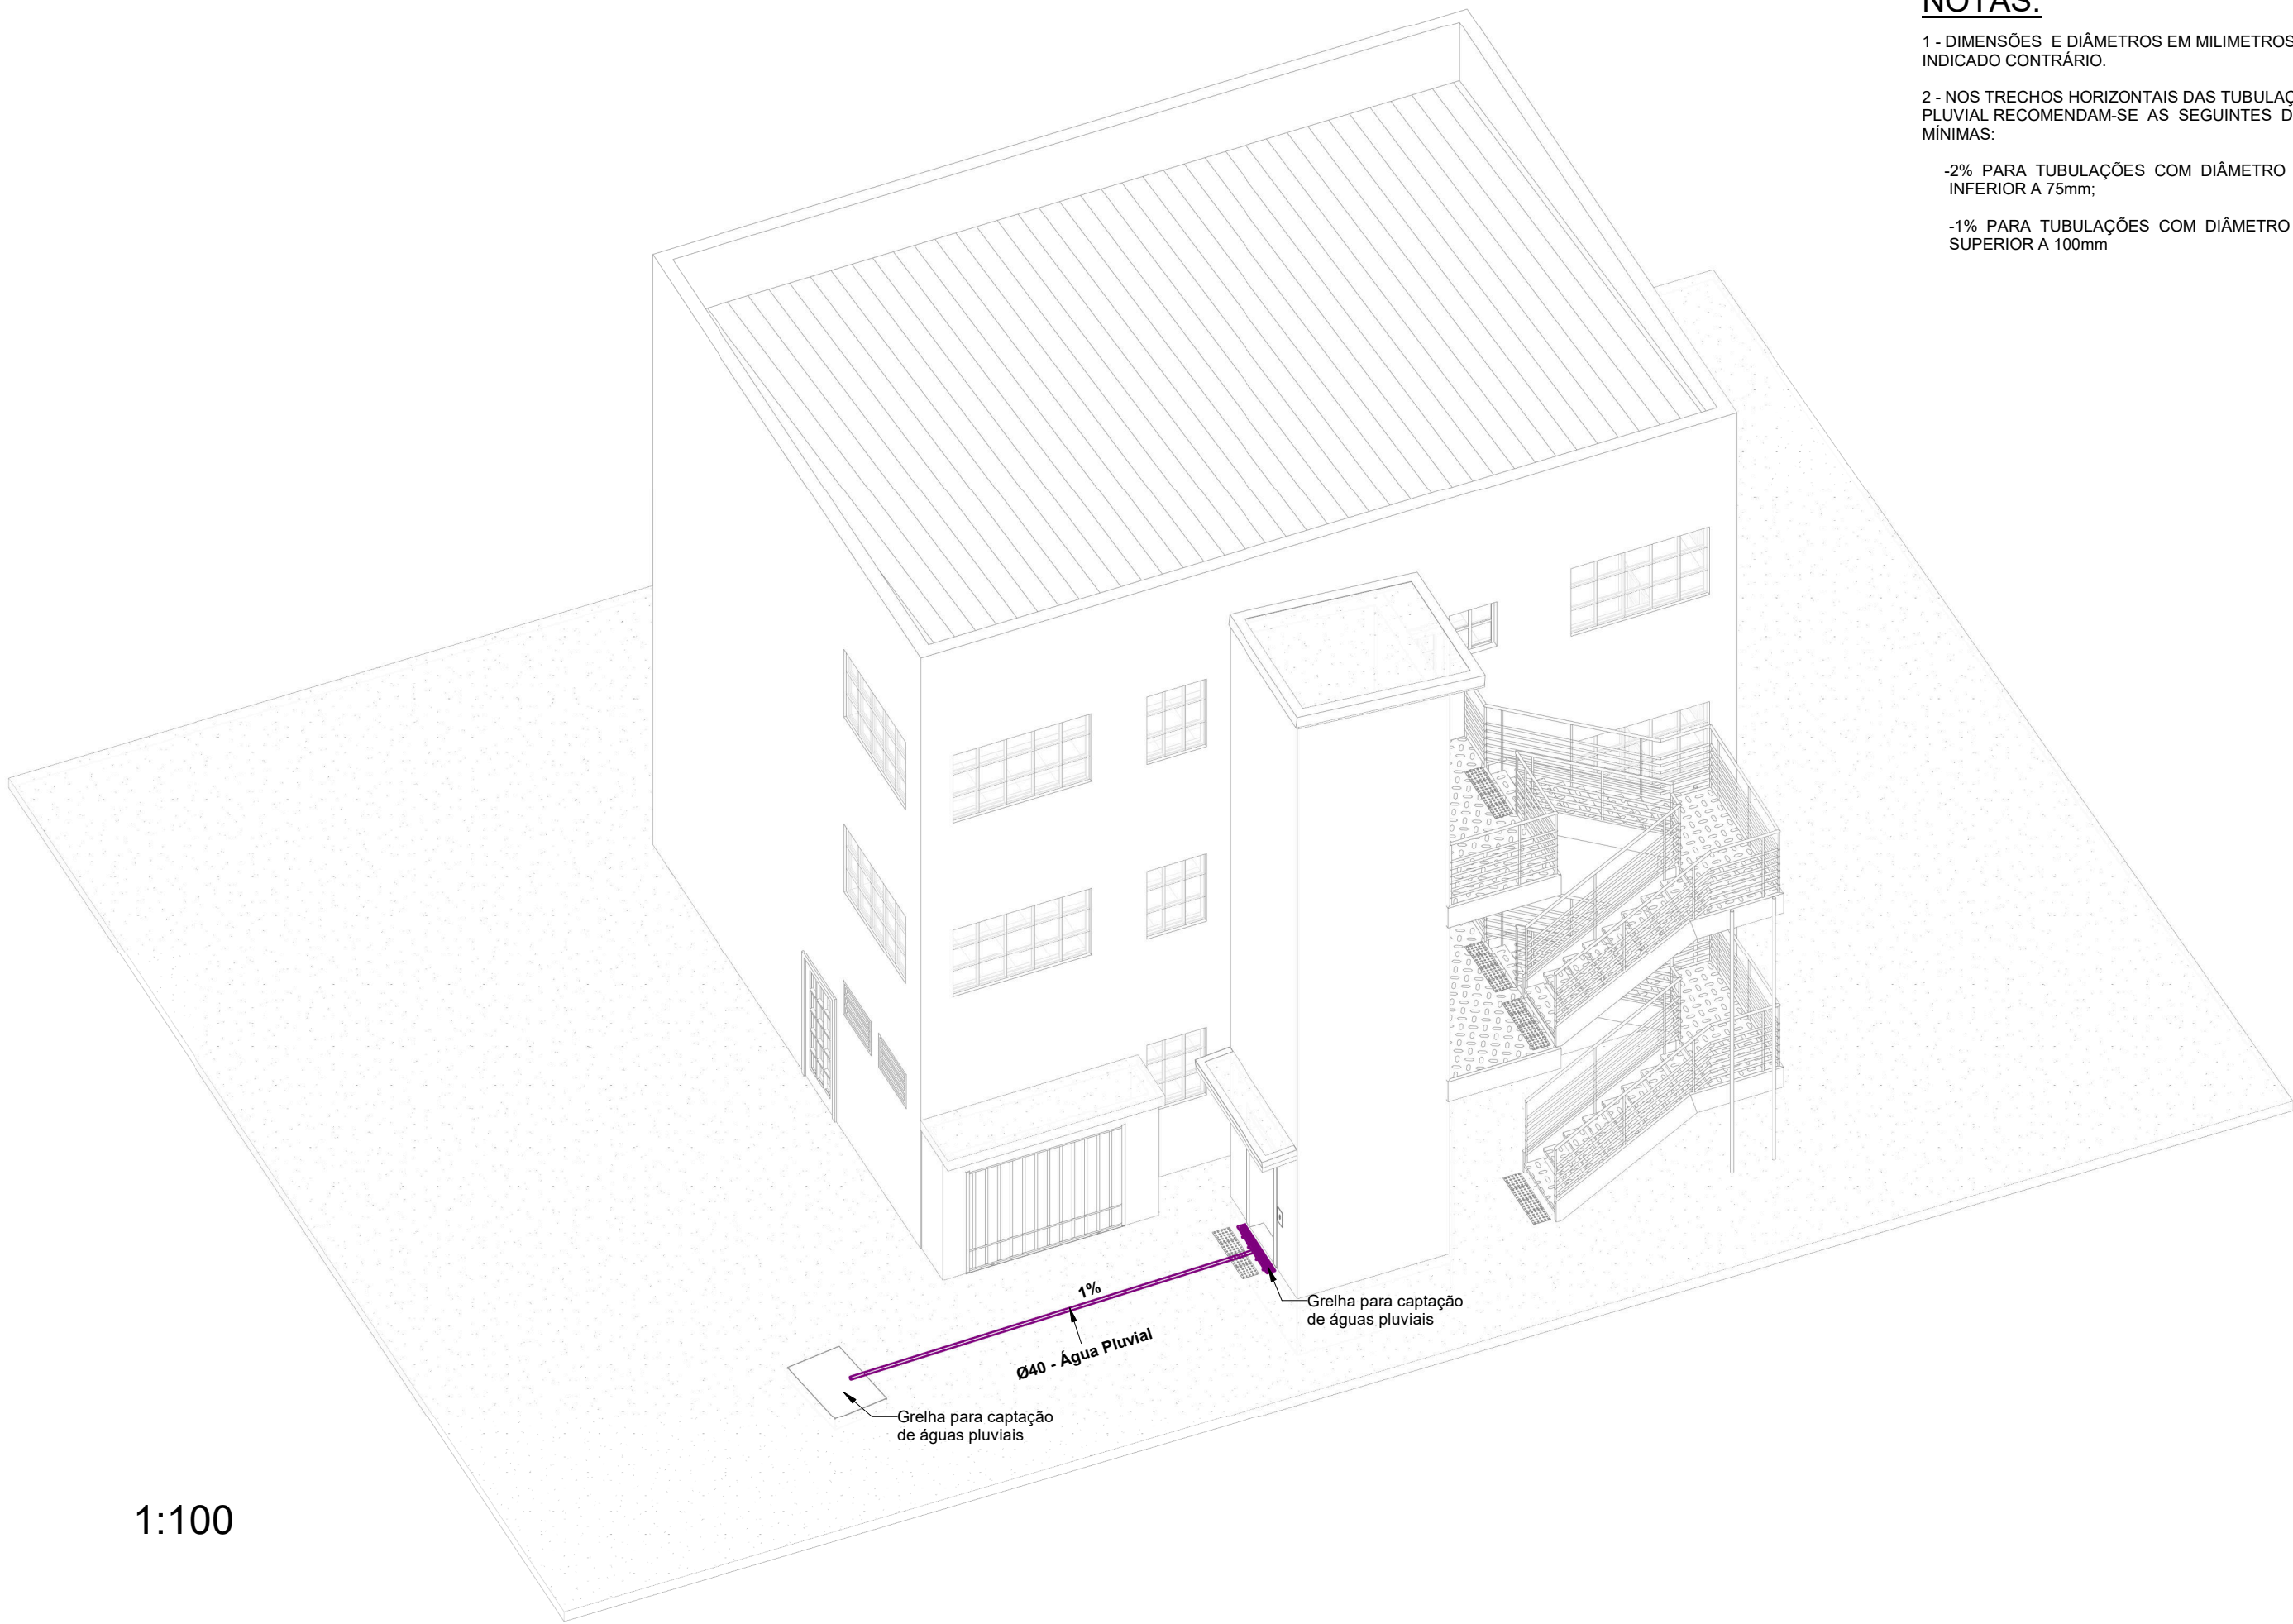 NOTAS:
1 - DIMENSÕES E DIÂMETROS EM MILIMETROS
INDICADO CONTRÁRIO.
2 - NOS TRECHOS HORIZONTAIS DAS
PLUVIAL RECOMENDAM-SE AS SEGUINTES
MÍNIMAS:
-2% PARA TUBULAÇÕES COM DIÂMETRO
INFERIOR A 75mm;
-1% PARA TUBULAÇÕES COM DIÂMETRO
SUPERIOR A 100mm
1%
Ø40 - Água Pluvial
Grelha para captação
de águas pluviais
Grelha para captação
de águas pluviais
1:100